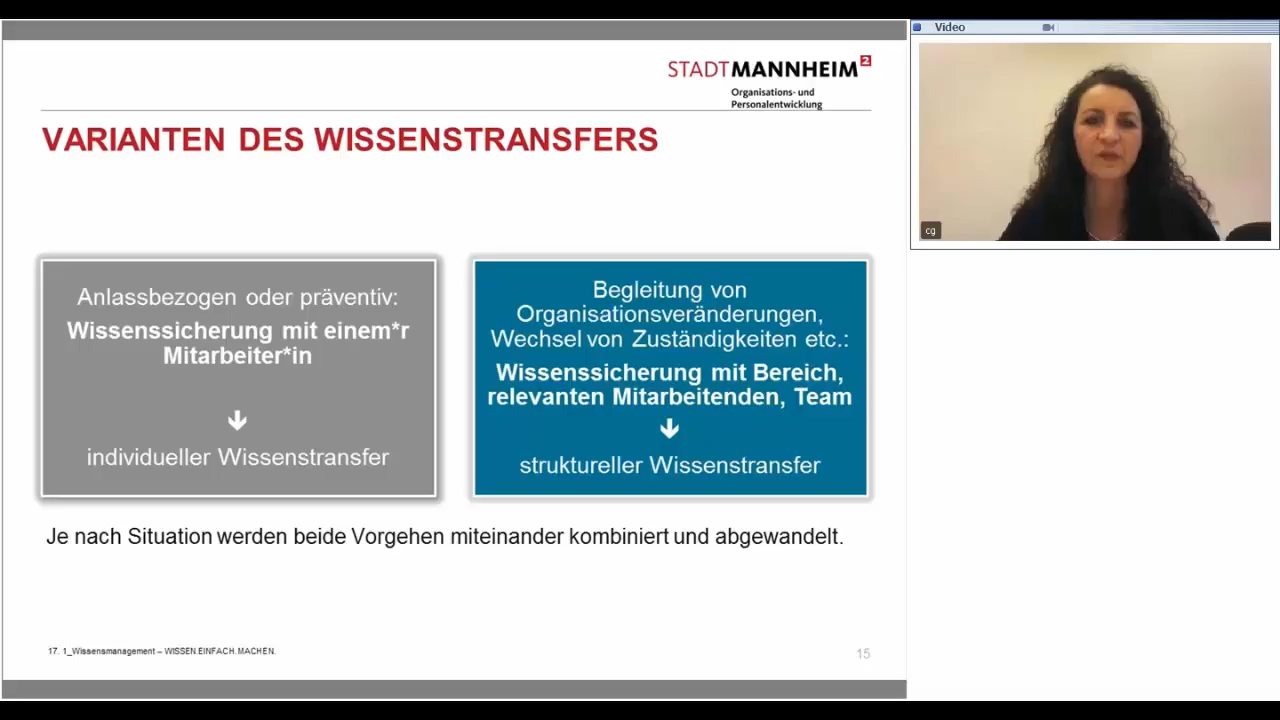 STADTMANNHEIM²
Organisations- und
Personalentwicklung
VARIANTEN DES WISSENSTRANSFERS
Anlassbezogen oder präventiv:
Wissenssicherung mit einem*r
Mitarbeiter*in
↓
individueller Wissenstransfer
Begleitung von
Organisationsveränderungen,
Wechsel von Zuständigkeiten etc.:
Wissenssicherung mit Bereich,
relevanten Mitarbeitenden, Team
↓
struktureller Wissenstransfer
Je nach Situation werden beide Vorgehen miteinander kombiniert und abgewandelt.
17. 1_Wissensmanagement – WISSEN.EINFACH.MACHEN.
15
Video
cg